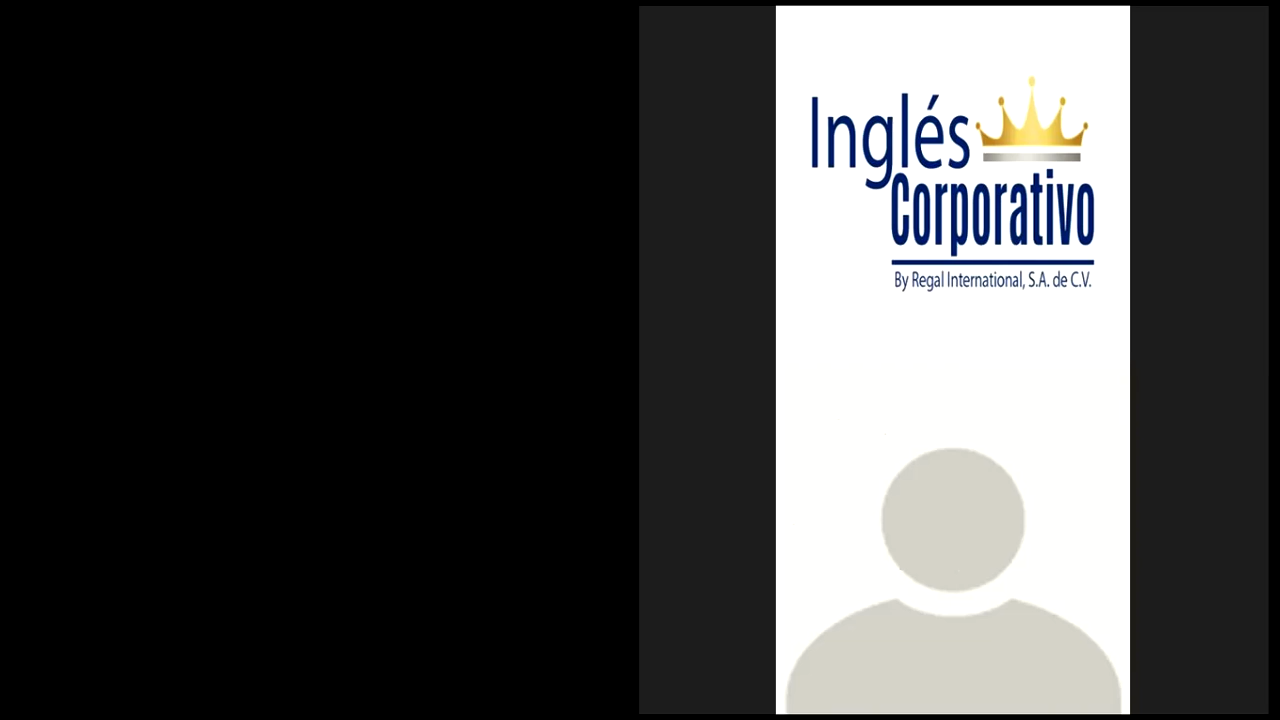 Inglés
Corporativo
By Regal International, S.A. de C.V.